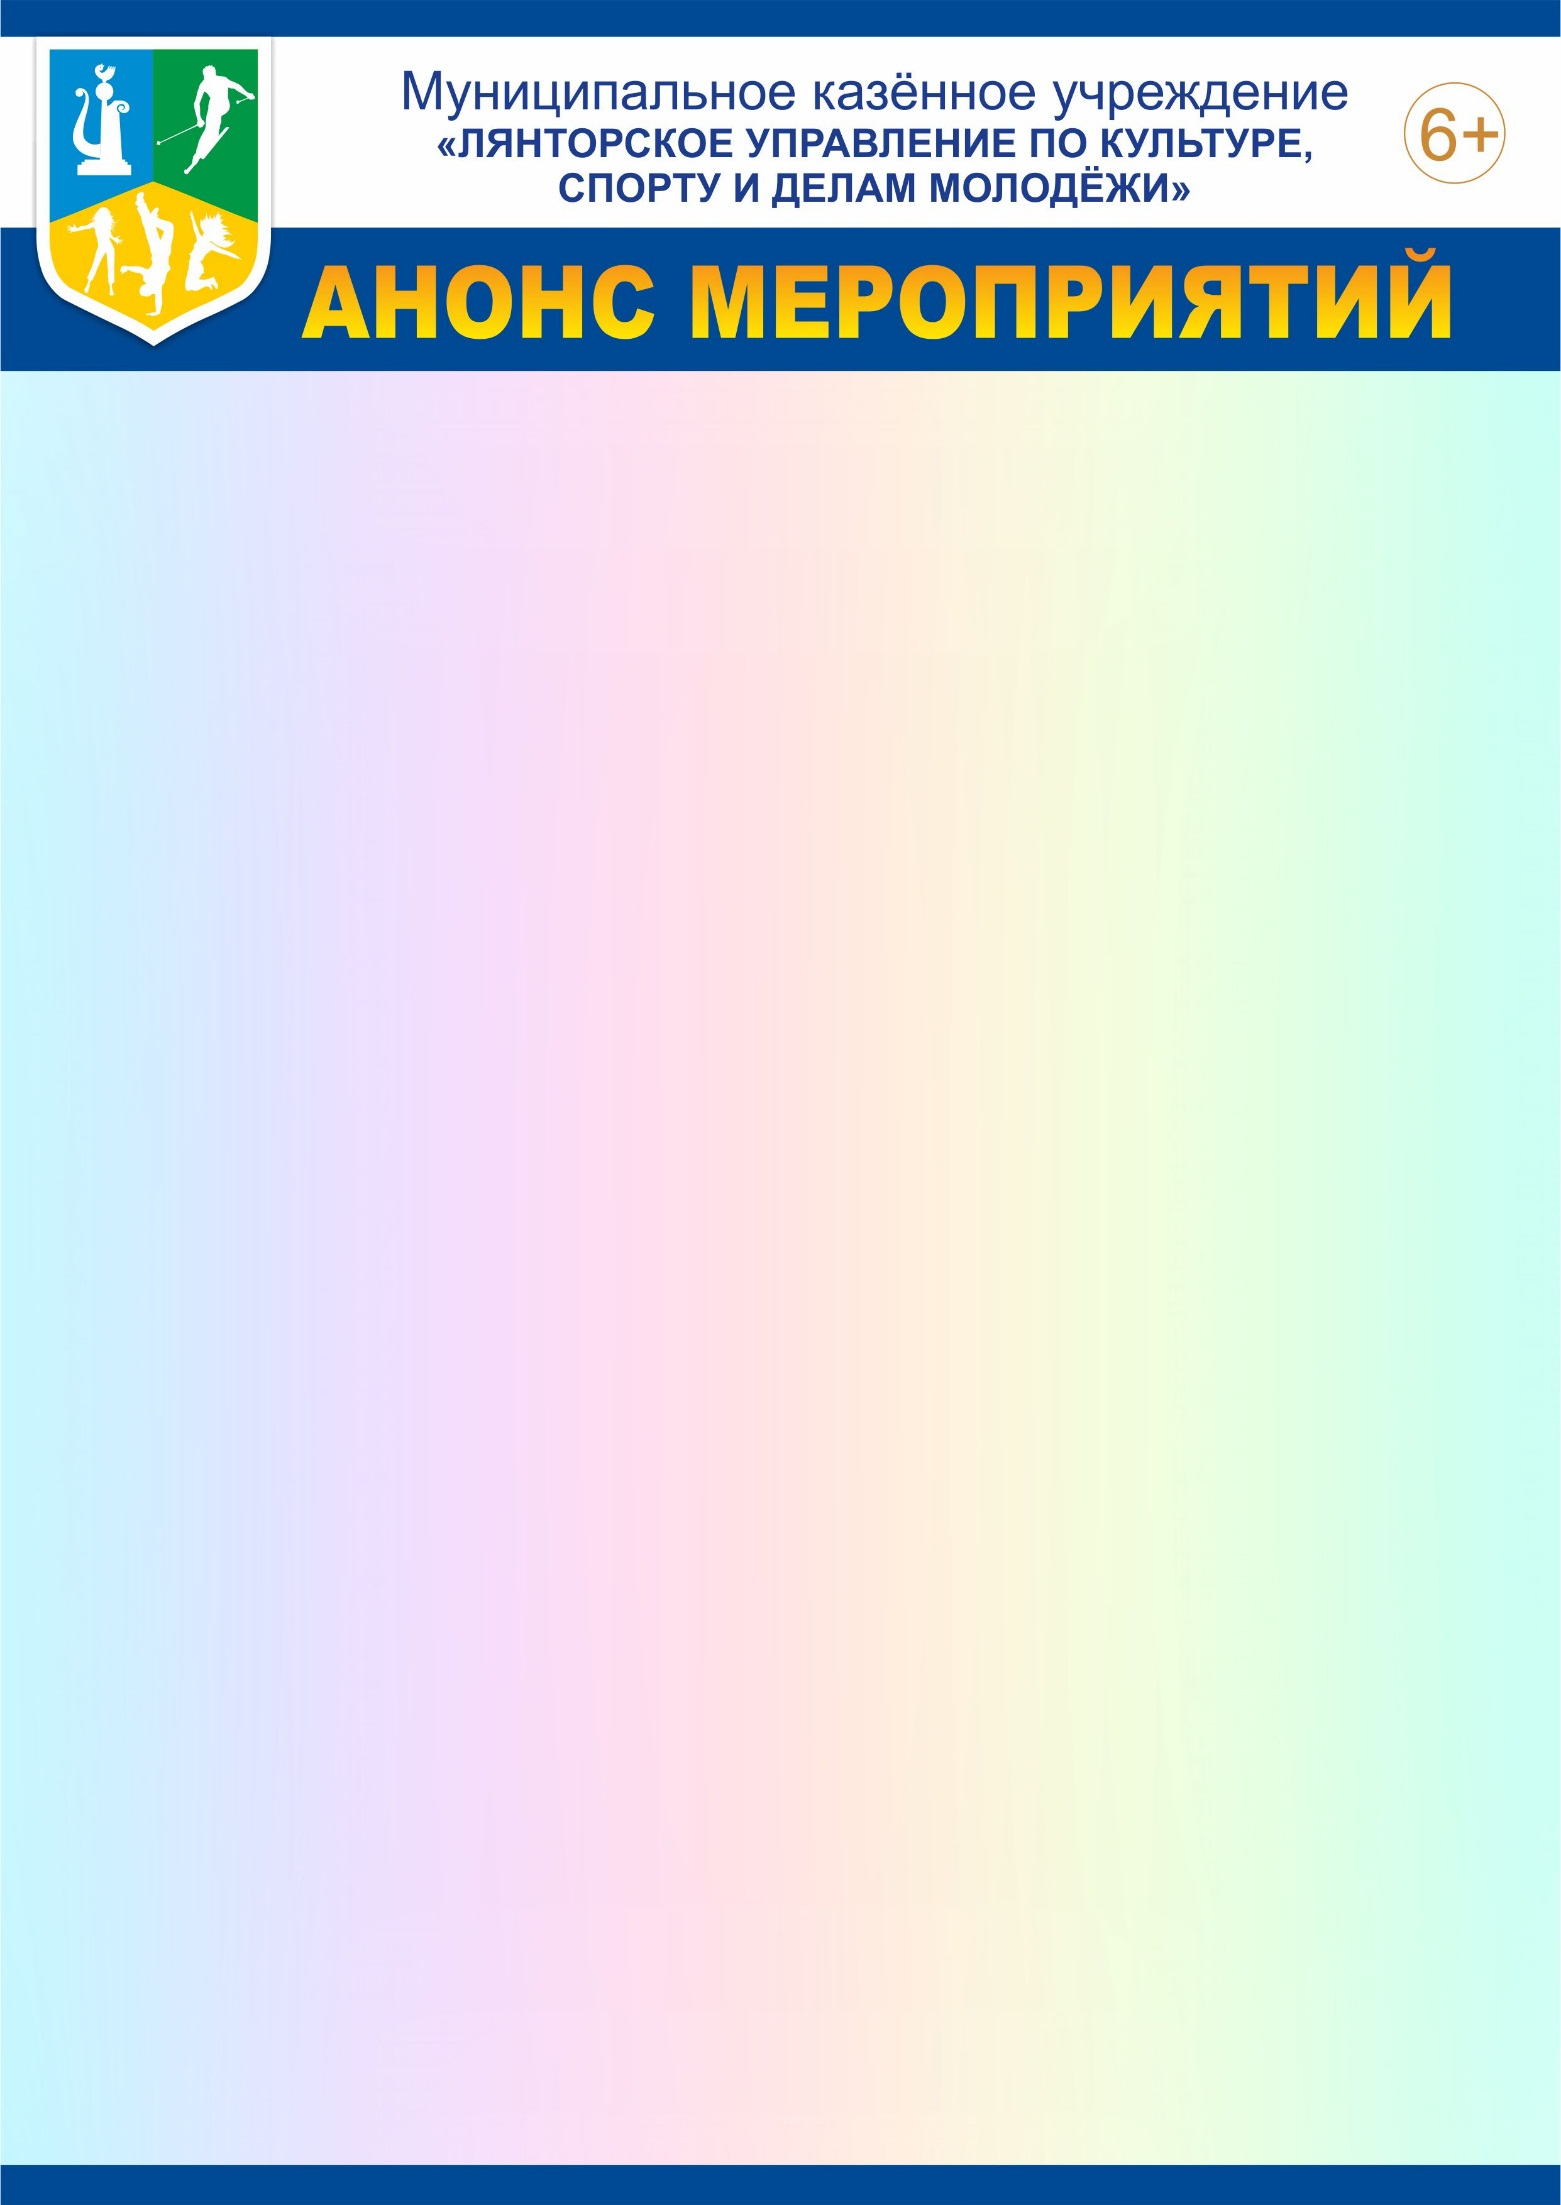 Муниципальное казённое учреждение
«ЛЯНТОРСКОЕ УПРАВЛЕНИЕ ПО КУЛЬТУРЕ,
СПОРТУ И ДЕЛАМ МОЛОДЁЖИ»
6+
АНОНС МЕРОПРИЯТИЙ